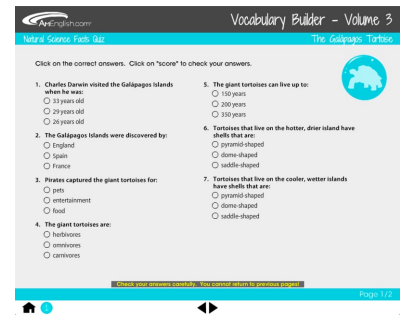 AmEnglish.com
Vocabulary Builder - Volume 3
Natural Science Facts Quiz
The Galápagos Tortoise
Click on the correct answers. Click on "score" to check your answers.
1. Charles Darwin visited the Galápagos Islands
when he was:
33 years old
29 years old
26 years old
2. The Galápagos Islands were discovered by:
England
Spain
France
3. Pirates captured the giant tortoises for:
pets
entertainment
food
4. The giant tortoises are:
herbivores
omnivores
carnivores
5. The giant tortoises can live up to:
150 years
200 years
350 years
6. Tortoises that live on the hotter, drier island have
shells that are:
pyramid-shaped
dome-shaped
saddle-shaped
7. Tortoises that live on the cooler, wetter islands
have shells that are:
pyramid-shaped
dome-shaped
saddle-shaped
Check your answers carefully. You cannot return to previous pages!
Page 1/2